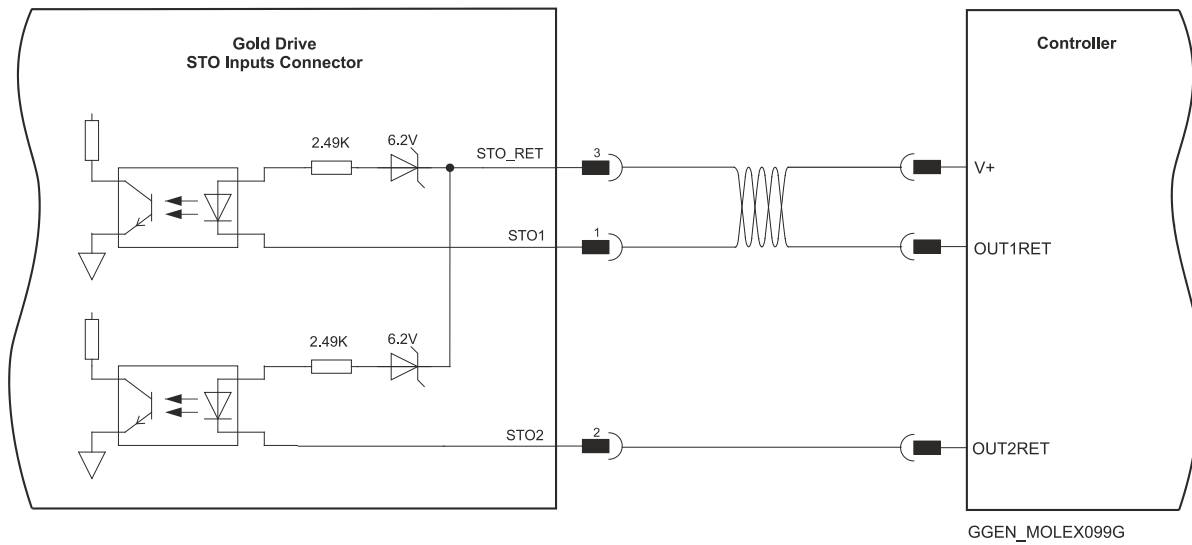 Gold Drive
STO Inputs Connector
Controller
2.49K
6.2V
STO_RET
3
V+
STO1
1
OUT1RET
2.49K
6.2V
STO2
2
OUT2RET
GGEN_MOLEX099G